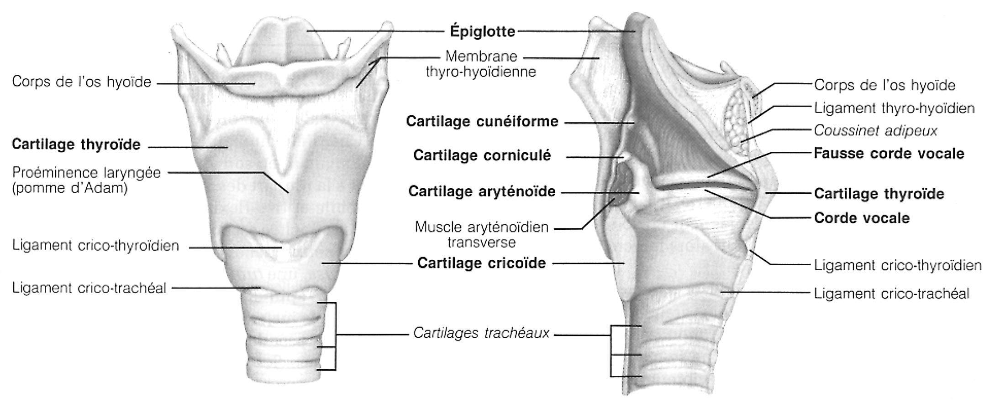 Corps de l'os hyoïde
Cartilage thyroïde
Proéminence laryngée
(pomme d'Adam)
Ligament crico-thyroïdien
Ligament crico-trachéal
Épiglotte
Membrane
thyro-hyoïdienne
Cartilage cunéiforme
Cartilage corniculé
Cartilage aryténoïde
Muscle aryténoïdien
transverse
Cartilage cricoïde
Cartilages trachéaux
Corps de l'os hyoïde
Ligament thyro-hyoïdien
Coussinet adipeux
Fausse corde vocale
Cartilage thyroïde
Corde vocale
Ligament crico-thyroïdien
Ligament crico-trachéal